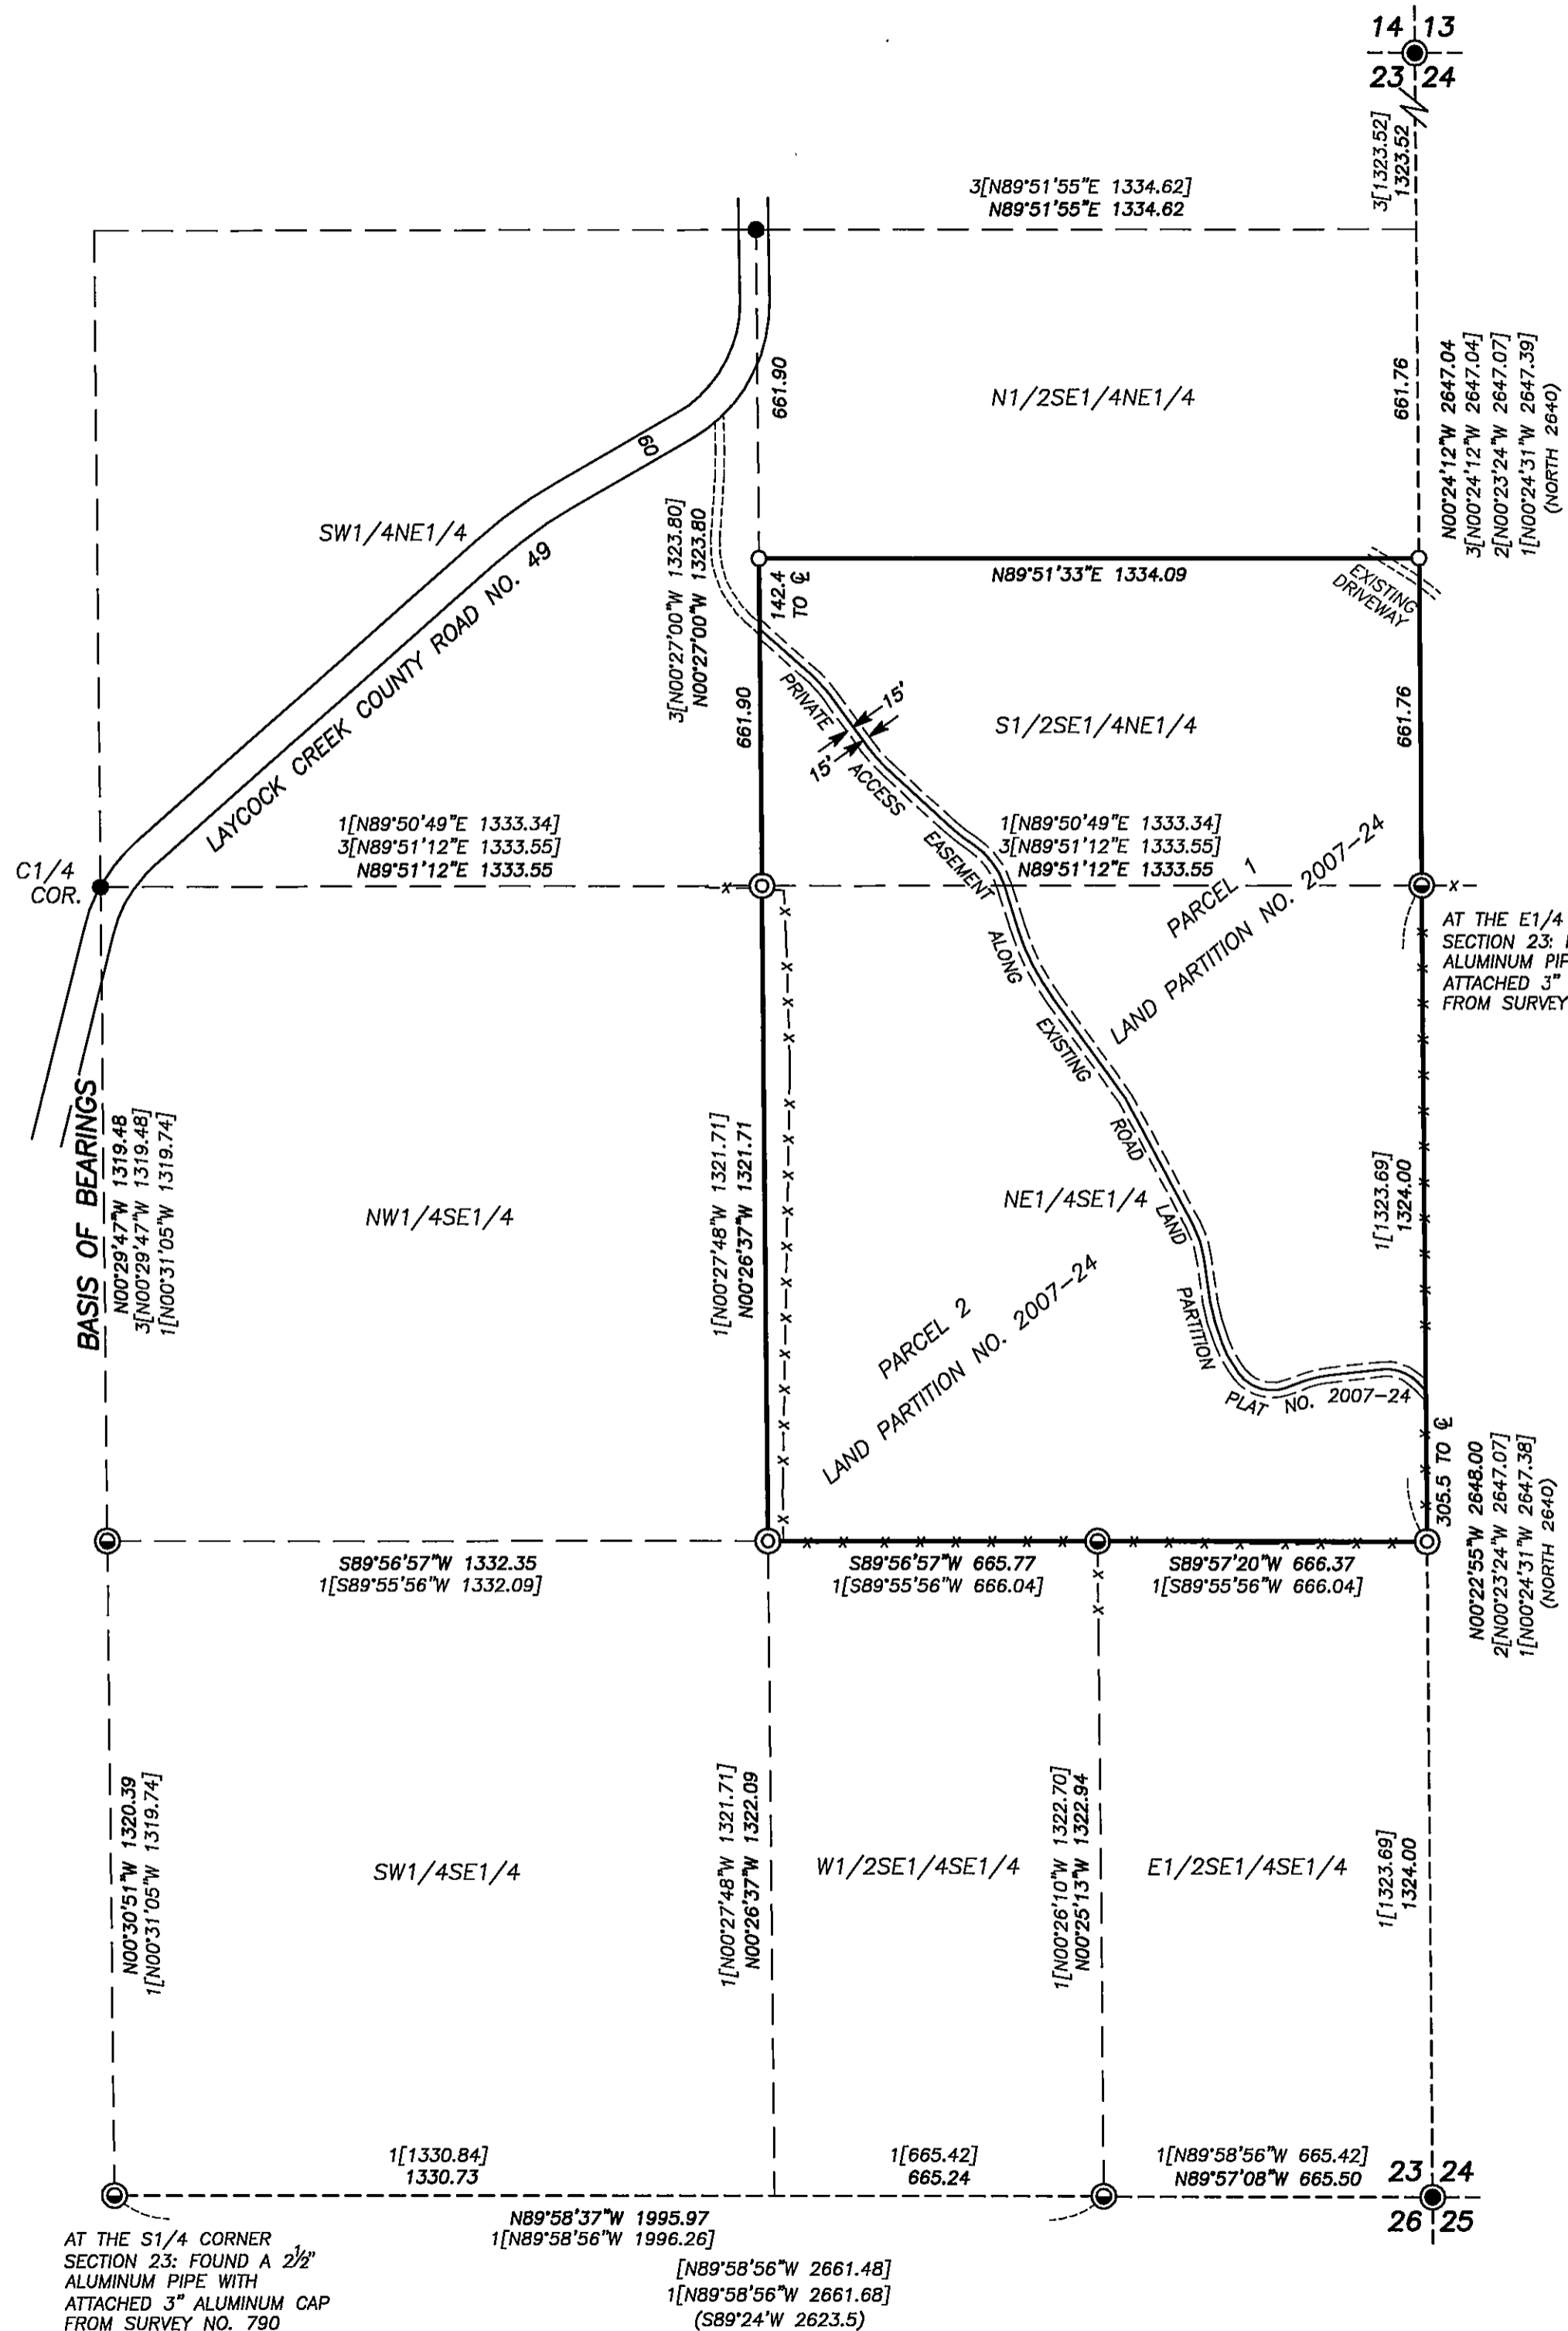 14 13
23 24
3[1323.52]
1323.52
3[N89°51'55"E 1334.62]
N89°51'55"E 1334.62
661.90
N1/2SE1/4NE1/4
661.76
N00°24'12"W 2647.04
3[N00°24'12"W 2647.04]
2[N00°23'24"W 2647.07]
1[N00°24'31"W 2647.39]
(NORTH 2640)
60
SW1/4NE1/4
LAYCOCK CREEK COUNTY ROAD NO. 49
3[N00°27'00"W 1323.80]
N00°27'00"W 1323.80
142.4
TO ℄
N89°51'33"E 1334.09
EXISTING
DRIVEWAY
661.90
15'
15'
S1/2SE1/4NE1/4
661.76
PRIVATE ACCESS EASEMENT ALONG EXISTING ROAD LAND PARTITION PLAT NO. 2007-24
1[N89°50'49"E 1333.34]
3[N89°51'12"E 1333.55]
N89°51'12"E 1333.55
1[N89°50'49"E 1333.34]
3[N89°51'12"E 1333.55]
N89°51'12"E 1333.55
C1/4
COR.
PARCEL 1
LAND PARTITION NO. 2007-24
AT THE E1/4
SECTION 23:
ALUMINUM
ATTACHED 3"
FROM SURVEY
BASIS OF BEARINGS
N00°29'47"W 1319.48
3[N00°29'47"W 1319.48]
1[N00°31'05"W 1319.74]
NW1/4SE1/4
1[N00°27'48"W 1321.71]
N00°26'37"W 1321.71
NE1/4SE1/4
1[1323.69]
1324.00
PARCEL 2
LAND PARTITION NO. 2007-24
305.5 TO ℄
N00°22'55"W 2648.00
2[N00°23'24"W 2647.07]
1[N00°24'31"W 2647.38]
(NORTH 2640)
S89°56'57"W 1332.35
1[S89°55'56"W 1332.09]
S89°56'57"W 665.77
1[S89°55'56"W 666.04]
S89°57'20"W 666.37
1[S89°55'56"W 666.04]
N00°30'51"W 1320.39
1[N00°31'05"W 1319.74]
SW1/4SE1/4
1[N00°27'48"W 1321.71]
N00°26'37"W 1322.09
W1/2SE1/4SE1/4
1[N00°26'10"W 1322.70]
N00°25'13"W 1322.94
E1/2SE1/4SE1/4
1[1323.69]
1324.00
1[1330.84]
1330.73
1[665.42]
665.24
1[N89°58'56"W 665.42]
N89°57'08"W 665.50
23 24
26 25
N89°58'37"W 1995.97
1[N89°58'56"W 1996.26]
[N89°58'56"W 2661.48]
1[N89°58'56"W 2661.68]
(S89°24'W 2623.5)
AT THE S1/4 CORNER
SECTION 23: FOUND A 2½"
ALUMINUM PIPE WITH
ATTACHED 3" ALUMINUM CAP
FROM SURVEY NO. 790